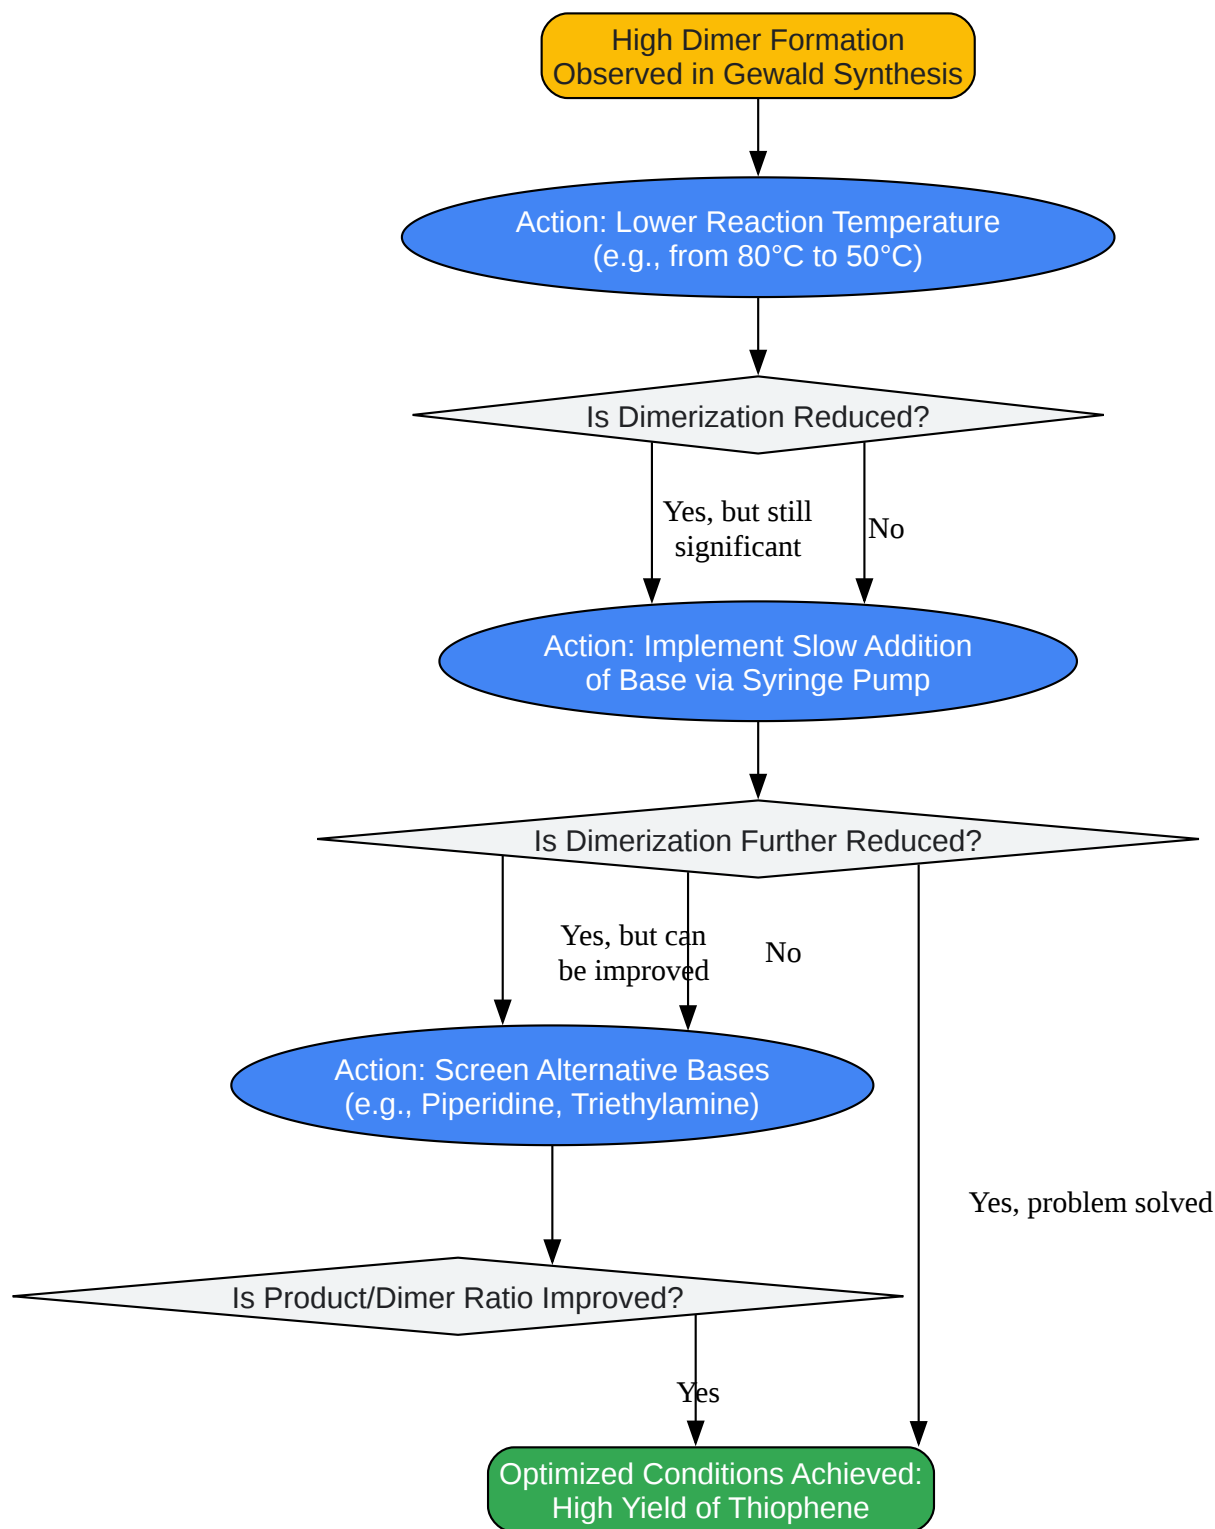 High Dimer Formation
Observed in Gewald Synthesis
Action: Lower Reaction Temperature
(e.g., from 80°C to 50°C)
Is Dimerization Reduced?
Yes, but still
significant
No
Action: Implement Slow Addition
of Base via Syringe Pump
Is Dimerization Further Reduced?
Yes, but can
be improved
No
Action: Screen Alternative Bases
(e.g., Piperidine, Triethylamine)
Yes, problem solved
Is Product/Dimer Ratio Improved?
Yes
Optimized Conditions Achieved:
High Yield of Thiophene